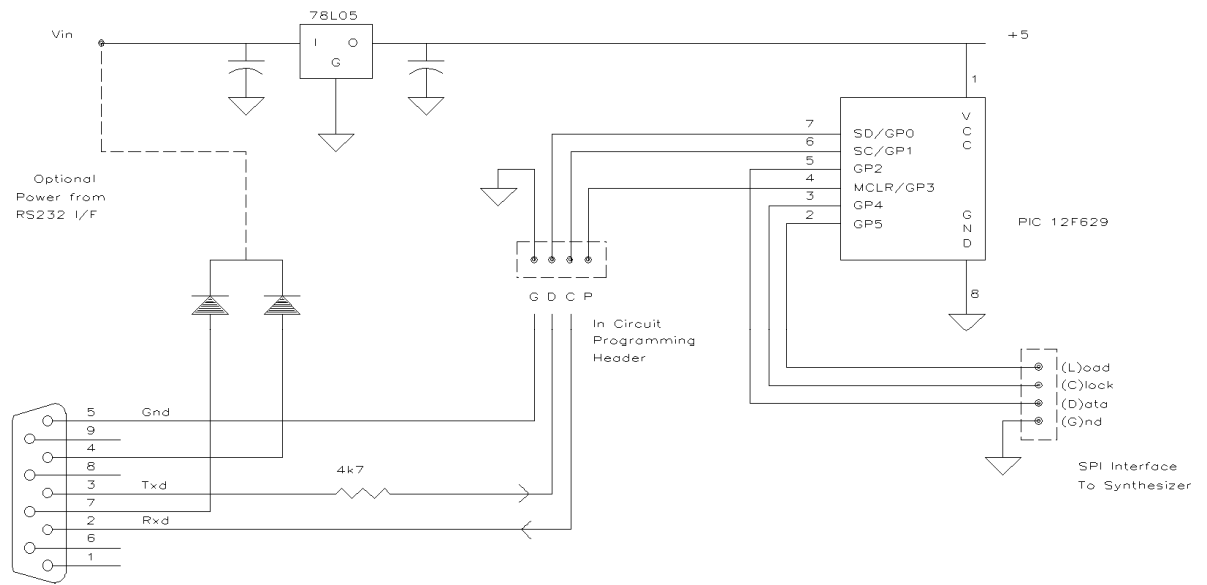 78L05
Vin
I O
G
+5
1
7
6
5
4
3
2
SD/GP0
SC/GP1
GP2
MCLR/GP3
GP4
GP5
VCC
GND
PIC 12F629
8
Optional
Power from
RS232 I/F
G D C P
In Circuit
Programming
Header
(L)oad
(C)lock
(D)ata
(G)nd
SPI Interface
To Synthesizer
5 Gnd
9
4
8
3 Txd
4k7
7
2 Rxd
6
1